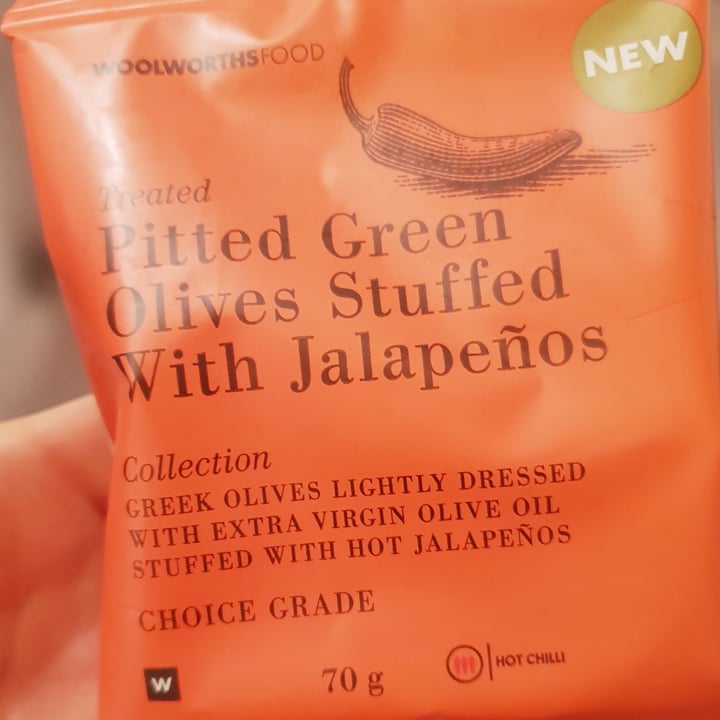 WOOLWORTHSFOOD
NEW
Treated
Pitted Green
Olives Stuffed
With Jalapeños
Collection
GREEK OLIVES LIGHTLY DRESSED
WITH EXTRA VIRGIN OLIVE OIL
STUFFED WITH HOT JALAPEÑOS
CHOICE GRADE
W
70 g
HOT CHILLI